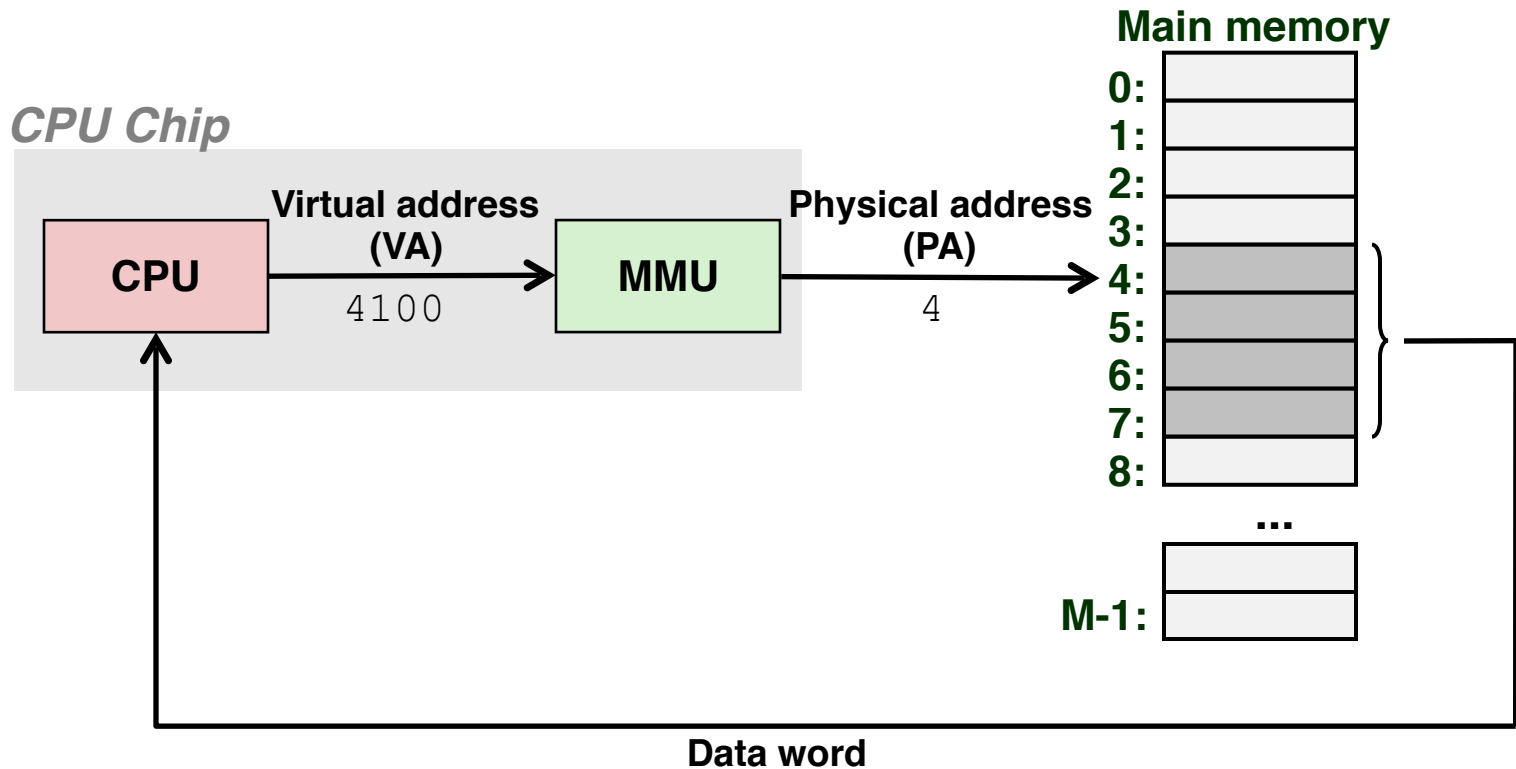 Main memory
0:
CPU Chip
1:
2:
Virtual address
(VA)
Physical address
(PA)
3:
CPU
MMU
4:
4100
4
5:
6:
7:
8:
...
M-1:
Data word